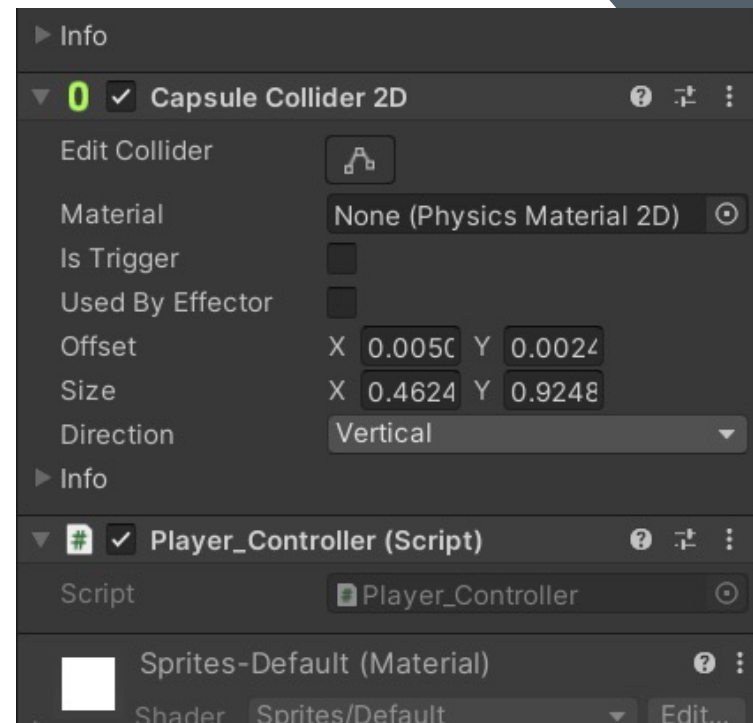 Info
Capsule Collider 2D
Edit Collider
Material None (Physics Material 2D)
Is Trigger
Used By Effector
Offset X 0.005 Y 0.0024
Size X 0.4624 Y 0.9248
Direction Vertical
Info
# Player_Controller (Script)
Script # Player_Controller
Sprites-Default (Material)
Shader Sprites/Default Edit...